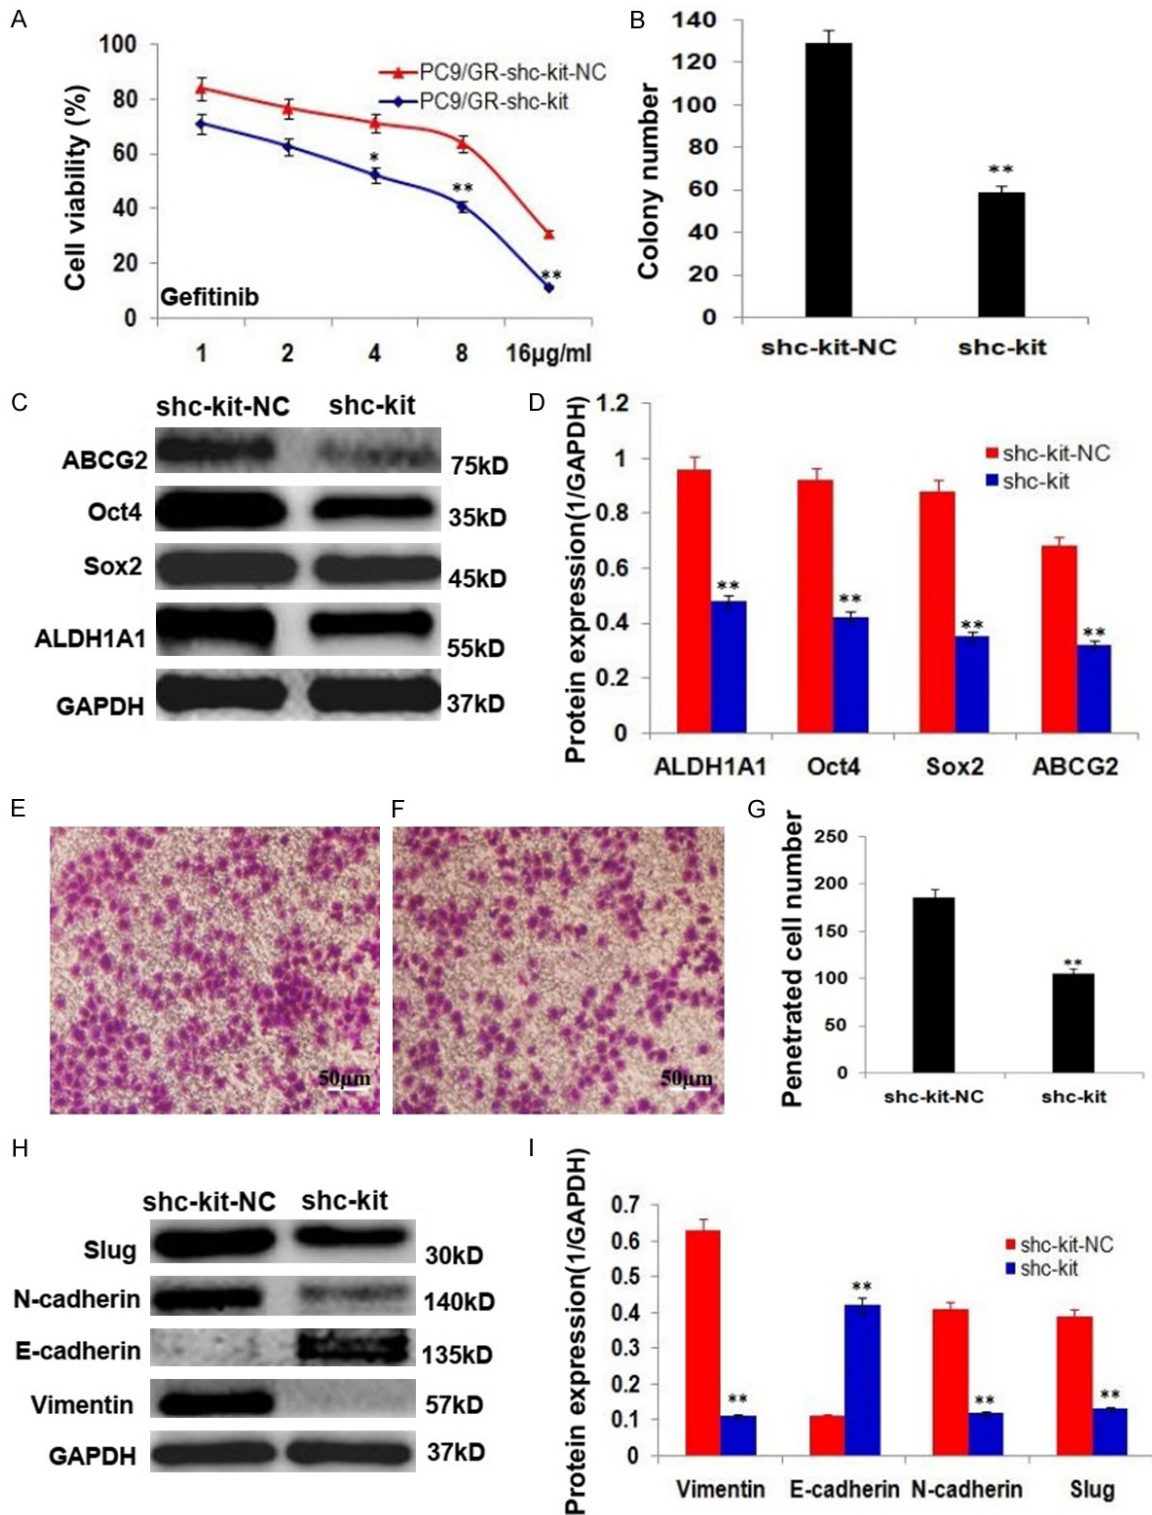 A
100
80
60
40
20
0
Cell viability (%)
PC9/GR-shc-kit-NC
PC9/GR-shc-kit
*
**
**
Gefitinib
1 2 4 8 16µg/ml
B
140
120
100
80
60
40
20
0
Colony number
**
shc-kit-NC shc-kit
C
shc-kit-NC shc-kit
ABCG2 75kD
Oct4 35kD
Sox2 45kD
ALDH1A1 55kD
GAPDH 37kD
D
1.2
1
0.8
0.6
0.4
0.2
0
Protein expression(1/GAPDH)
shc-kit-NC
shc-kit
** ** ** **
ALDH1A1 Oct4 Sox2 ABCG2
E
50µm
F
50µm
G
250
200
150
100
50
0
Penetrated cell number
**
shc-kit-NC shc-kit
H
shc-kit-NC shc-kit
Slug 30kD
N-cadherin 140kD
E-cadherin 135kD
Vimentin 57kD
GAPDH 37kD
I
0.7
0.6
0.5
0.4
0.3
0.2
0.1
0
Protein expression(1/GAPDH)
shc-kit-NC
shc-kit
** ** ** **
Vimentin E-cadherin N-cadherin Slug